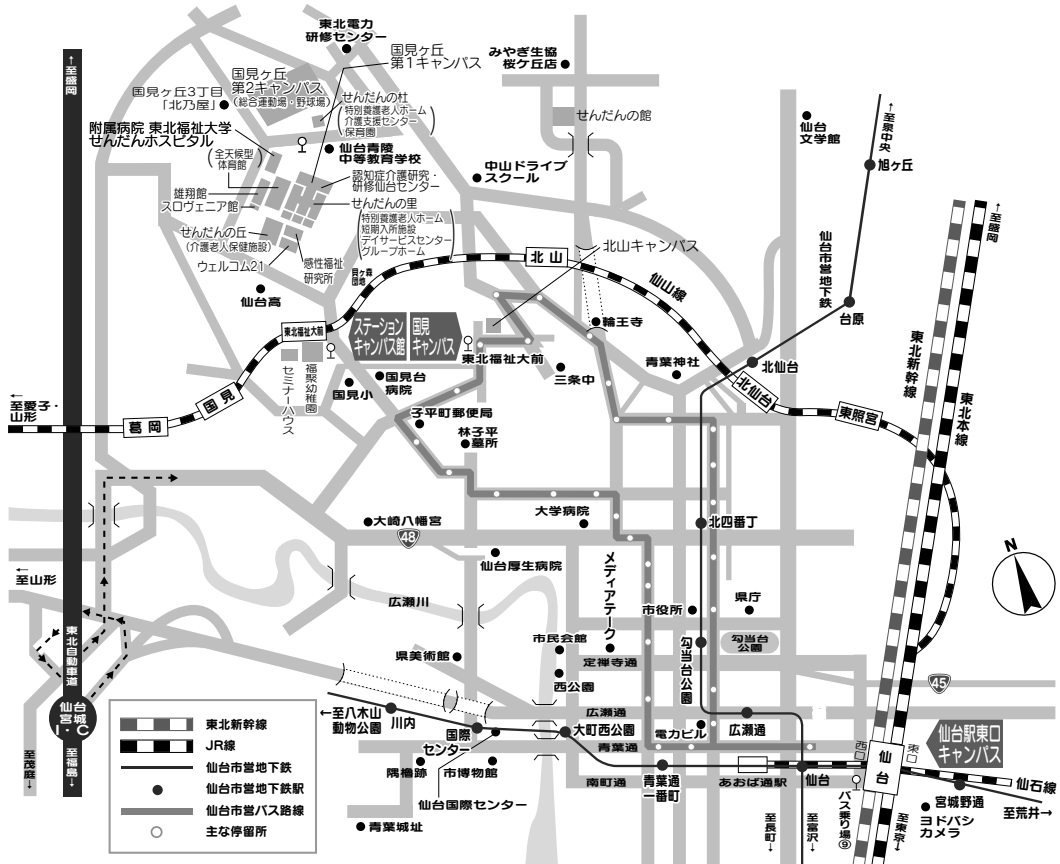 東北電力
研修センター
国見ヶ丘
第1キャンパス
みやぎ生協
桜ケ丘店
国見ヶ丘
第2キャンパス
(総合運動場・野球場)
国見ヶ丘3丁目
「北乃屋」
せんだんの杜
特別養護老人ホーム
介護支援センター
保育園
せんだんの館
附属病院 東北福祉大学
せんだんホスピタル
仙台青陵
中等教育学校
全天候型
体育館
認知症介護研究・
研修仙台センター
中山ドライブ
スクール
雄翔館
スロヴェニア館
せんだんの里
特別養護老人ホーム
短期入所施設
デイサービスセンター
グループホーム
せんだんの丘
(介護老人保健施設)
ウェルコム21
感性福祉
研究所
貝ヶ森
団地
仙台高
北山キャンパス
北山
仙山線
仙台
文学館
←至泉中央
旭ヶ丘
仙台市営地下鉄
台原
←至盛岡
←至盛岡
東北新幹線
東北本線
東北福祉大前
ステーション
キャンパス館
国見
キャンパス
東北福祉大前
輪王寺
三条中
青葉神社
北仙台
北仙台
東照宮
セミナーハウス
福聚幼稚園
国見小
国見台
病院
国見
葛岡
←
至愛子・
山形
子平町郵便局
林子平
墓所
大崎八幡宮
48
大学病院
北四番丁
仙台厚生病院
←
至山形
広瀬川
メディアテーク
市役所
県庁
勾当台
公園
勾当台公園
市民会館
定禅寺通
県美術館
西公園
45
広瀬通
広瀬通
電力ビル
青葉通
東北自動車道
仙台
宮城
I・C
至茂庭→
至福島→
←至八木山
動物公園
川内
国際
センター
大町西公園
隅櫓跡
市博物館
仙台国際センター
青葉城址
南町通
青葉通
一番町
あおば通駅
仙台
西口
仙台
東口
仙台駅東口
キャンパス
バス乗り場⑨
仙石線
宮城野通
ヨドバシ
カメラ
至荒井→
至長町→
至富沢→
至東京→
N
東北新幹線
JR線
仙台市営地下鉄
仙台市営地下鉄駅
仙台市営バス路線
主な停留所